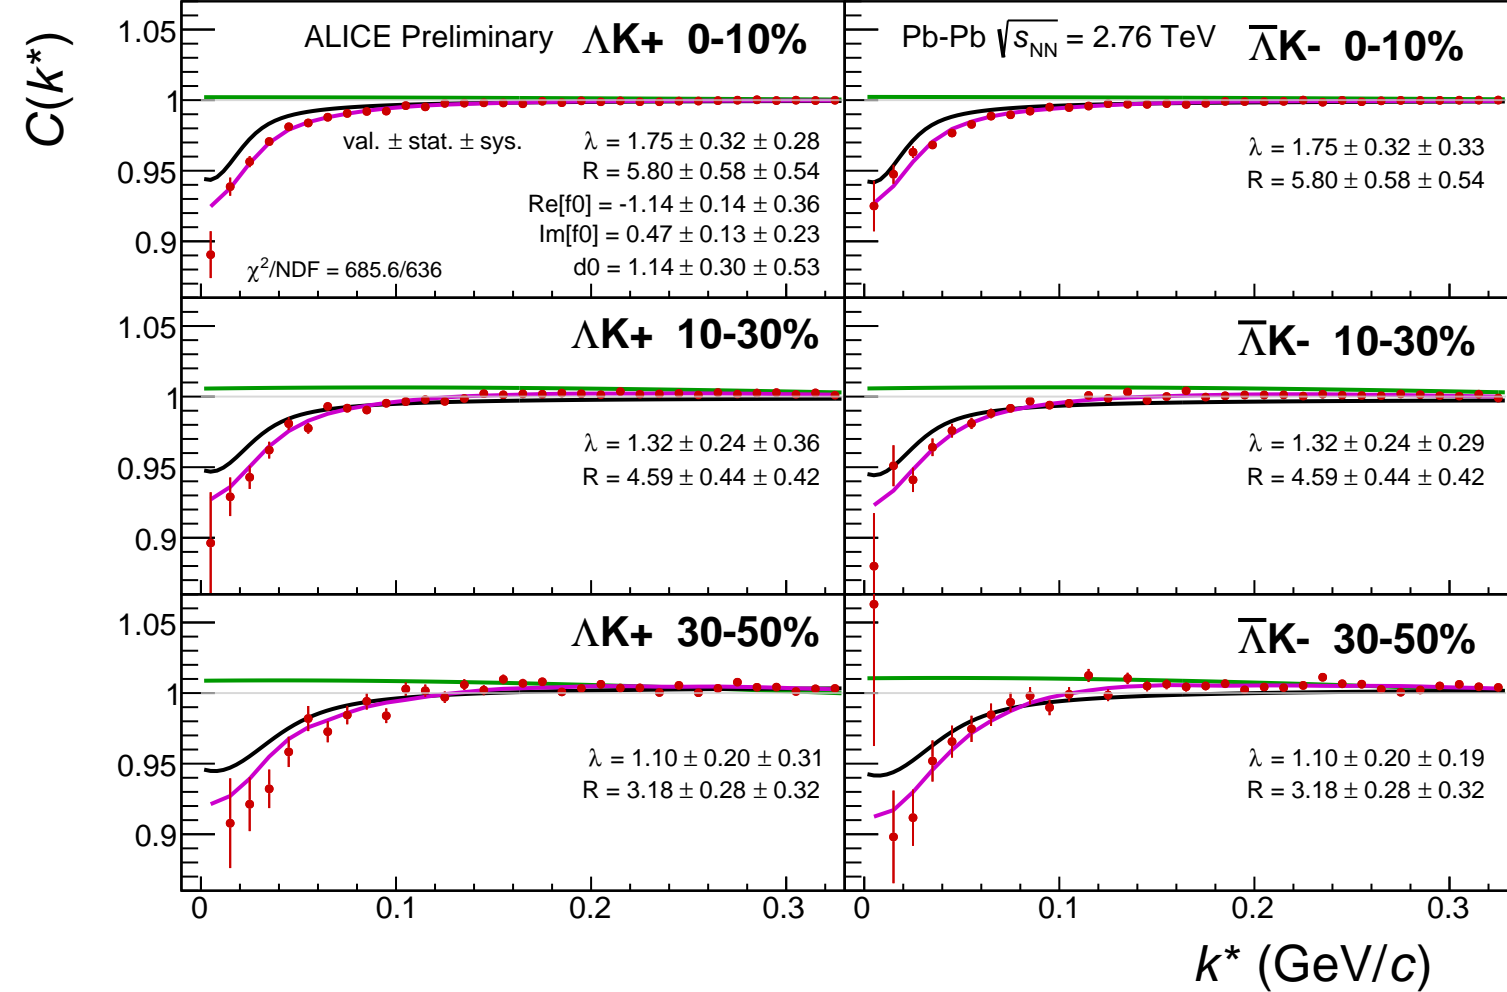 C(k*)
ALICE Preliminary ΛK+ 0-10%
val. ± stat. ± sys.
λ = 1.75 ± 0.32 ± 0.28
R = 5.80 ± 0.58 ± 0.54
Re[f0] = -1.14 ± 0.14 ± 0.36
Im[f0] = 0.47 ± 0.13 ± 0.23
χ²/NDF = 685.6/636
d0 = 1.14 ± 0.30 ± 0.53
1.05
1
0.95
0.9
Pb-Pb √sNN = 2.76 TeV Λ̅K- 0-10%
λ = 1.75 ± 0.32 ± 0.33
R = 5.80 ± 0.58 ± 0.54
ΛK+ 10-30%
λ = 1.32 ± 0.24 ± 0.36
R = 4.59 ± 0.44 ± 0.42
1.05
1
0.95
0.9
Λ̅K- 10-30%
λ = 1.32 ± 0.24 ± 0.29
R = 4.59 ± 0.44 ± 0.42
ΛK+ 30-50%
λ = 1.10 ± 0.20 ± 0.31
R = 3.18 ± 0.28 ± 0.32
1.05
1
0.95
0.9
Λ̅K- 30-50%
λ = 1.10 ± 0.20 ± 0.19
R = 3.18 ± 0.28 ± 0.32
0 0.1 0.2 0.3
0 0.1 0.2 0.3
k* (GeV/c)